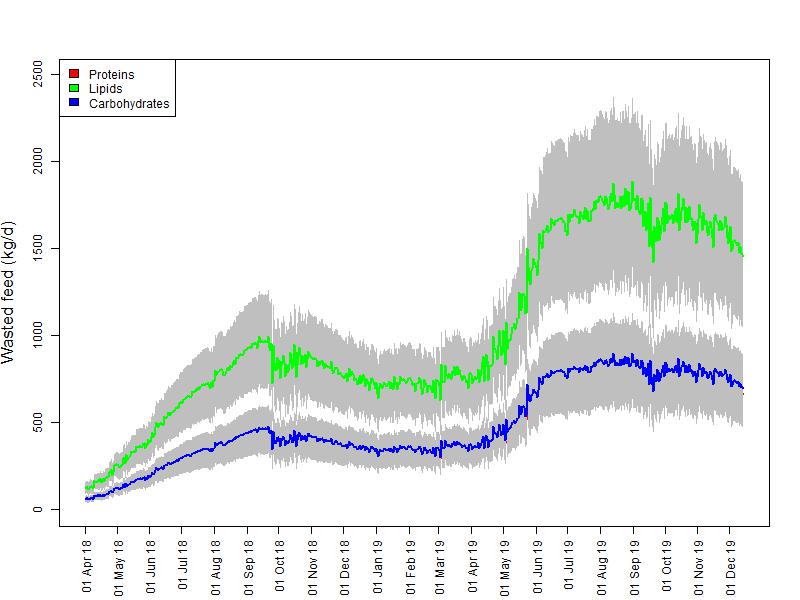 Proteins
Lipids
Carbohydrates
Wasted feed (kg/d)
2500
2000
1500
1000
500
0
01 Apr 18
01 May 18
01 Jun 18
01 Jul 18
01 Aug 18
01 Sep 18
01 Oct 18
01 Nov 18
01 Dec 18
01 Jan 19
01 Feb 19
01 Mar 19
01 Apr 19
01 May 19
01 Jun 19
01 Jul 19
01 Aug 19
01 Sep 19
01 Oct 19
01 Nov 19
01 Dec 19